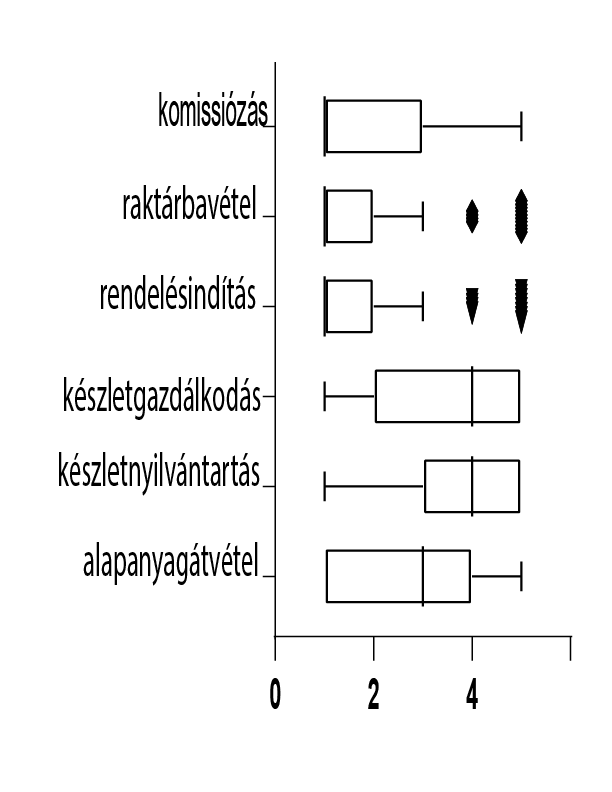 komissiózás
raktárbavétel
rendelésindítás
készletgazdálkodás
készletnyilvántartás
alapanyagátvétel
0 2 4